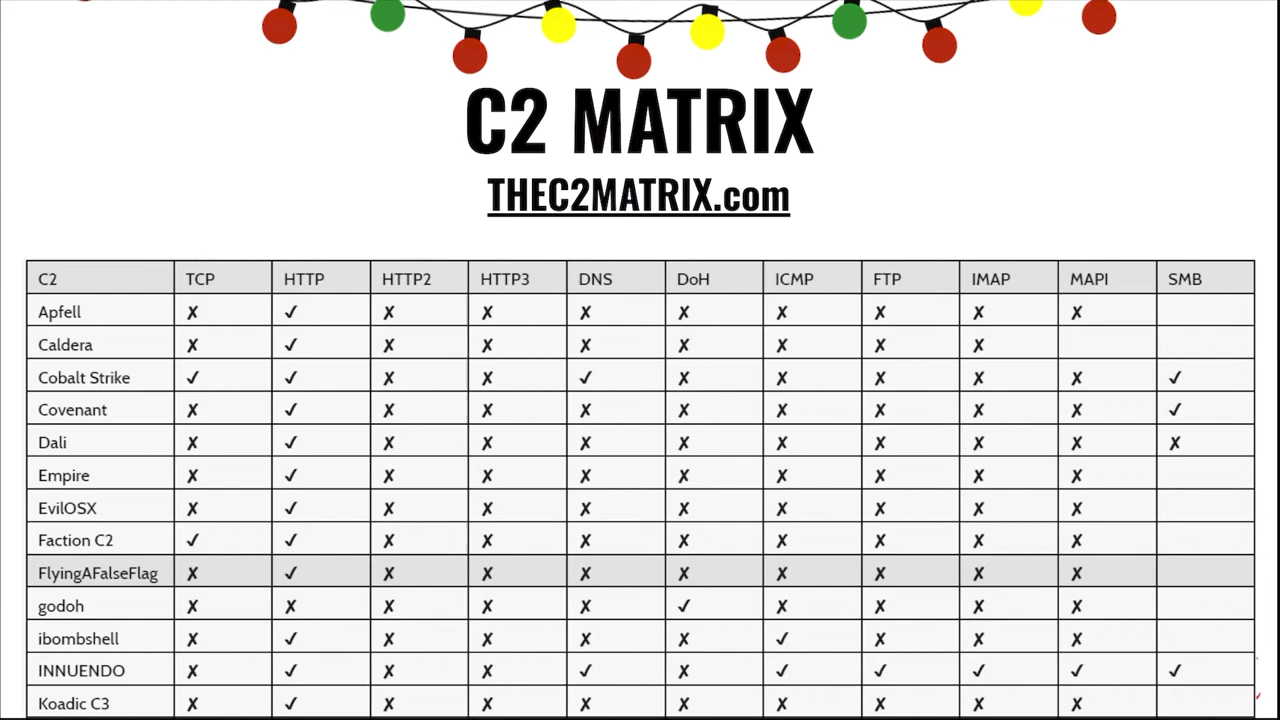 C2 MATRIX
THEC2MATRIX.com
C2 TCP HTTP HTTP2 HTTP3 DNS DoH ICMP FTP IMAP MAPI SMB
Apfell ✗ ✓ ✗ ✗ ✗ ✗ ✗ ✗ ✗ ✗
Caldera ✗ ✓ ✗ ✗ ✗ ✗ ✗ ✗ ✗
Cobalt Strike ✓ ✓ ✗ ✗ ✓ ✗ ✗ ✗ ✗ ✗ ✓
Covenant ✗ ✓ ✗ ✗ ✗ ✗ ✗ ✗ ✗ ✗ ✓
Dali ✗ ✓ ✗ ✗ ✗ ✗ ✗ ✗ ✗ ✗ ✗
Empire ✗ ✓ ✗ ✗ ✗ ✗ ✗ ✗ ✗ ✗
EvilOSX ✗ ✓ ✗ ✗ ✗ ✗ ✗ ✗ ✗ ✗
Faction C2 ✓ ✓ ✗ ✗ ✗ ✗ ✗ ✗ ✗ ✗
FlyingAFalseFlag ✗ ✓ ✗ ✗ ✗ ✗ ✗ ✗ ✗ ✗
godoh ✗ ✗ ✗ ✗ ✗ ✓ ✗ ✗ ✗ ✗
ibombshell ✗ ✓ ✗ ✗ ✗ ✗ ✓ ✗ ✗ ✗
INNUENDO ✗ ✓ ✗ ✗ ✓ ✗ ✓ ✓ ✓ ✓ ✓
Koadic C3 ✗ ✓ ✗ ✗ ✗ ✗ ✗ ✗ ✗ ✗